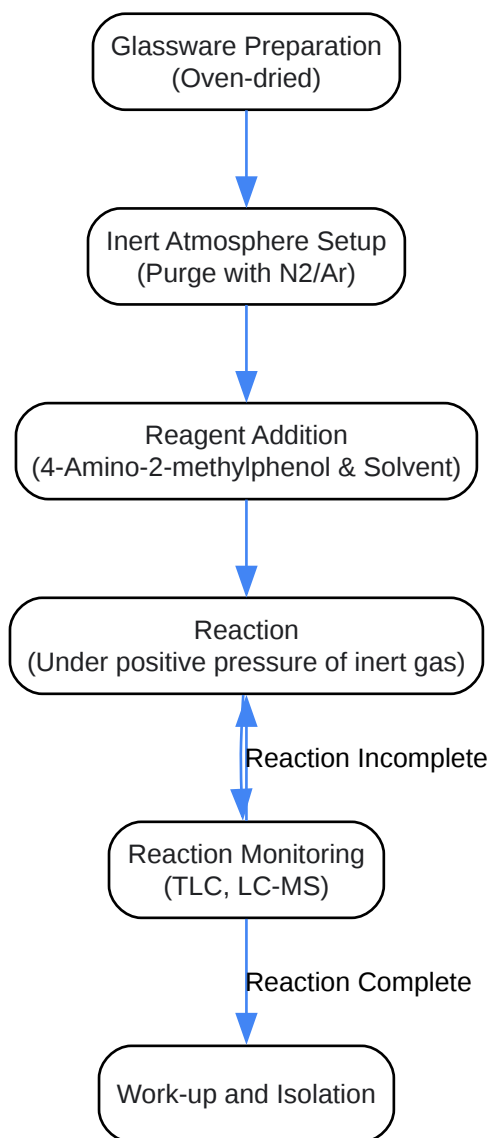 Glassware Preparation
(Oven-dried)
Inert Atmosphere Setup
(Purge with N2/Ar)
Reagent Addition
(4-Amino-2-methylphenol & Solvent)
Reaction
(Under positive pressure of inert gas)
Reaction Incomplete
Reaction Monitoring
(TLC, LC-MS)
Reaction Complete
Work-up and Isolation